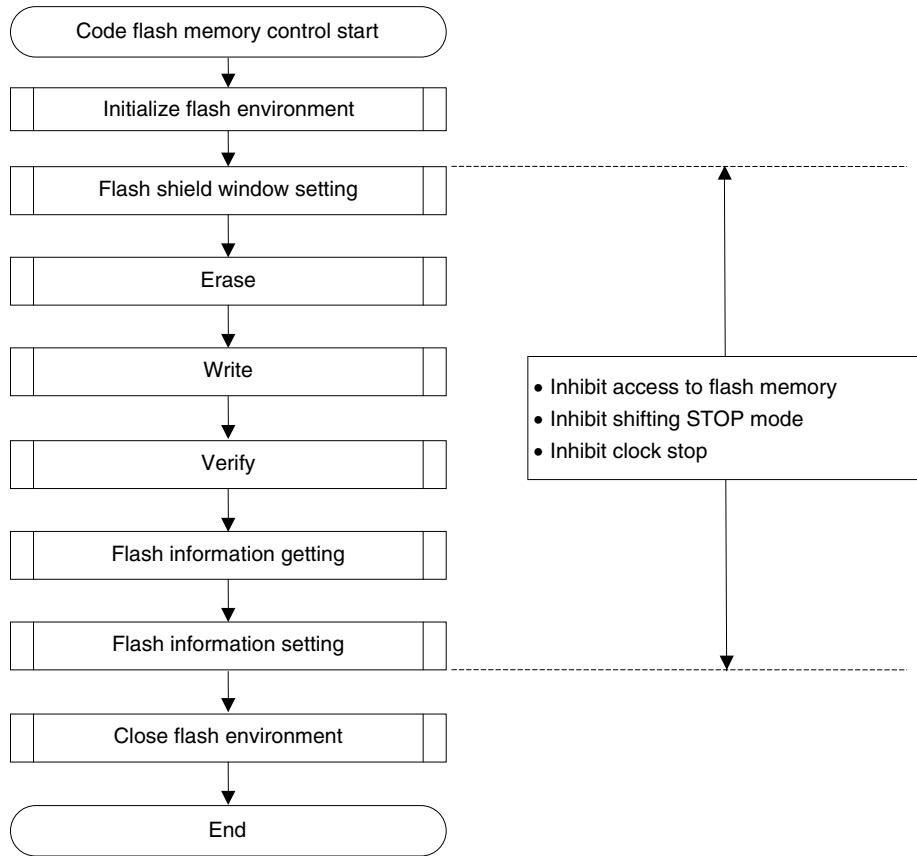 Code flash memory control start
Initialize flash environment
Flash shield window setting
Erase
Write
Verify
Flash information getting
Flash information setting
Close flash environment
End
• Inhibit access to flash memory
• Inhibit shifting STOP mode
• Inhibit clock stop